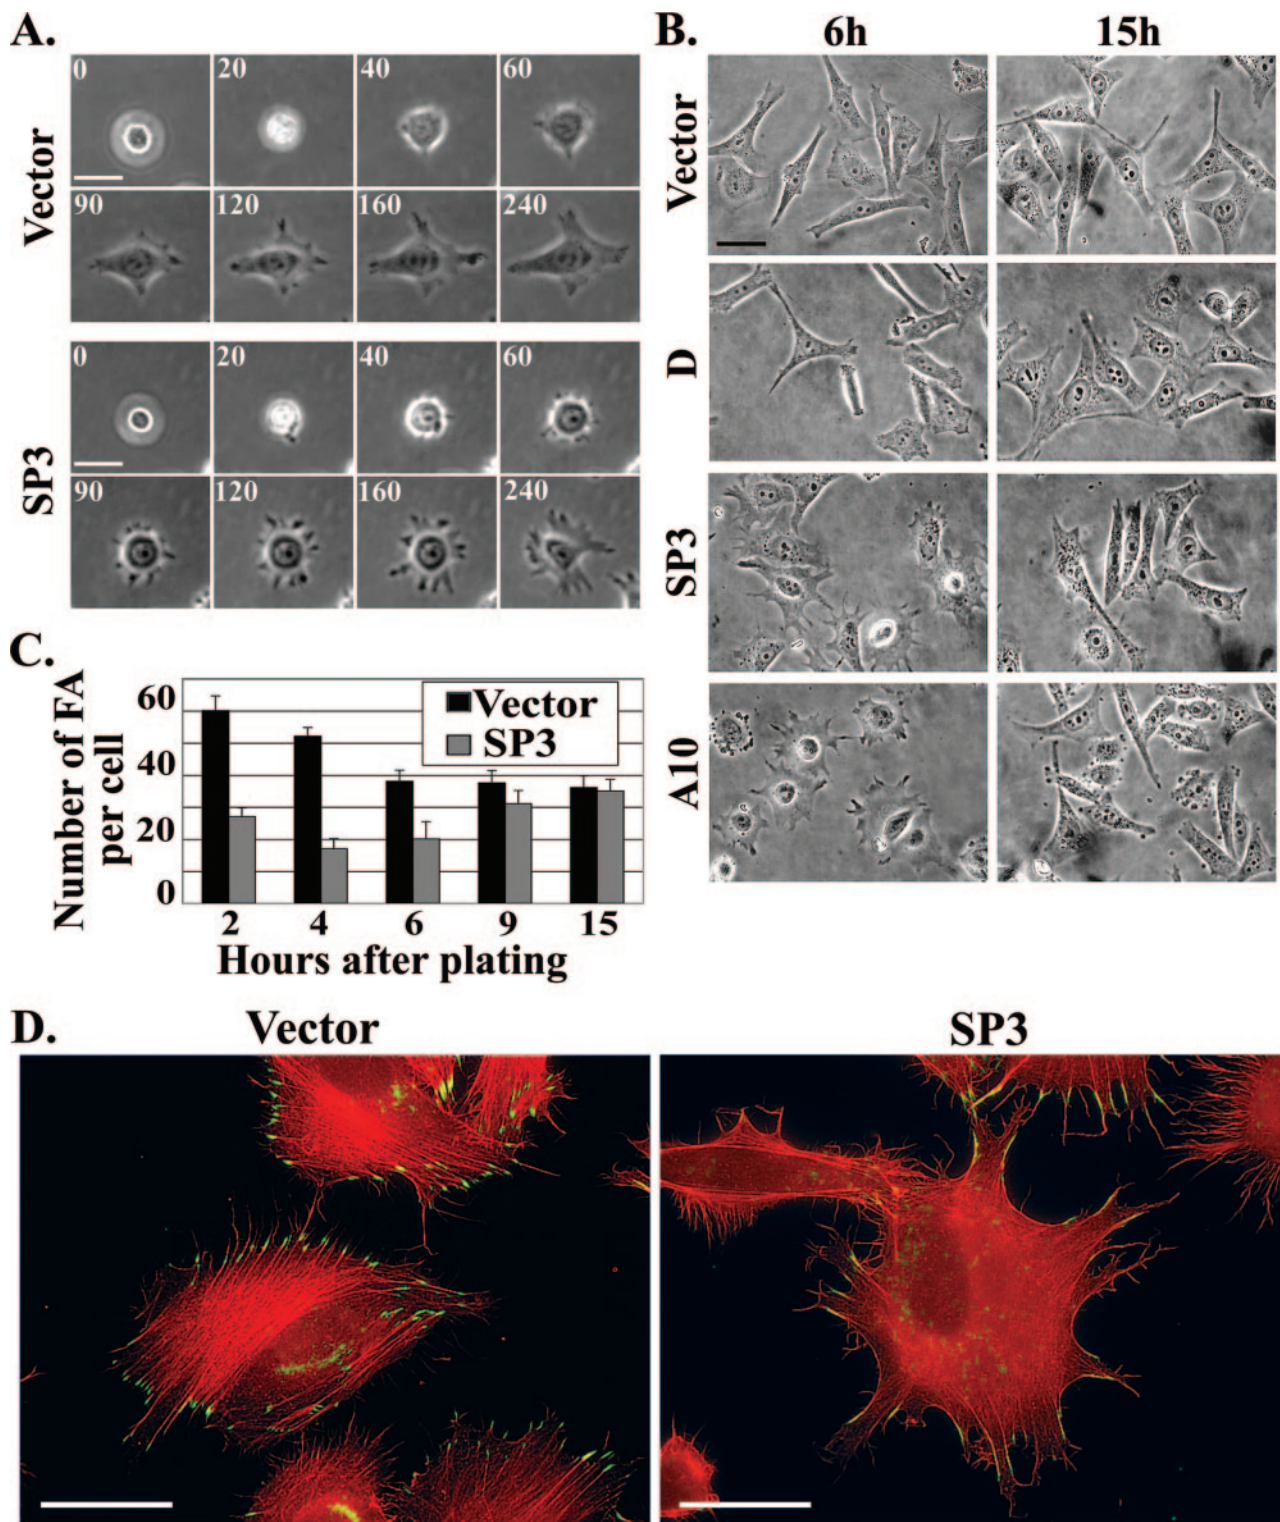 A.
Vector
0 20 40 60
90 120 160 240
SP3
0 20 40 60
90 120 160 240
B.
6h 15h
Vector
D
SP3
A10
C.
Number of FA
per cell
60
40
20
0
Vector
SP3
2 4 6 9 15
Hours after plating
D.
Vector SP3